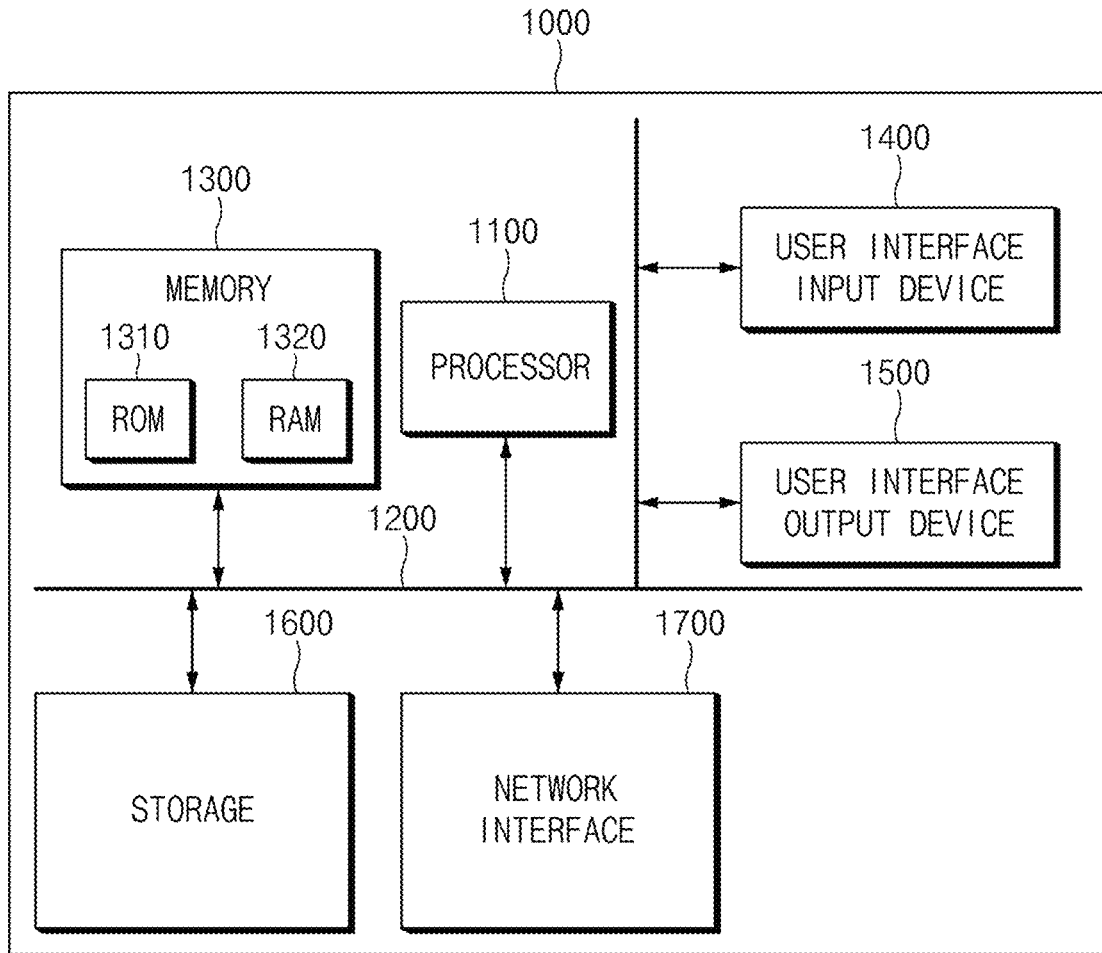 1000
1300
1100
1400
MEMORY
1310
1320
ROM
RAM
PROCESSOR
USER INTERFACE
INPUT DEVICE
1500
USER INTERFACE
OUTPUT DEVICE
1200
1600
1700
STORAGE
NETWORK
INTERFACE